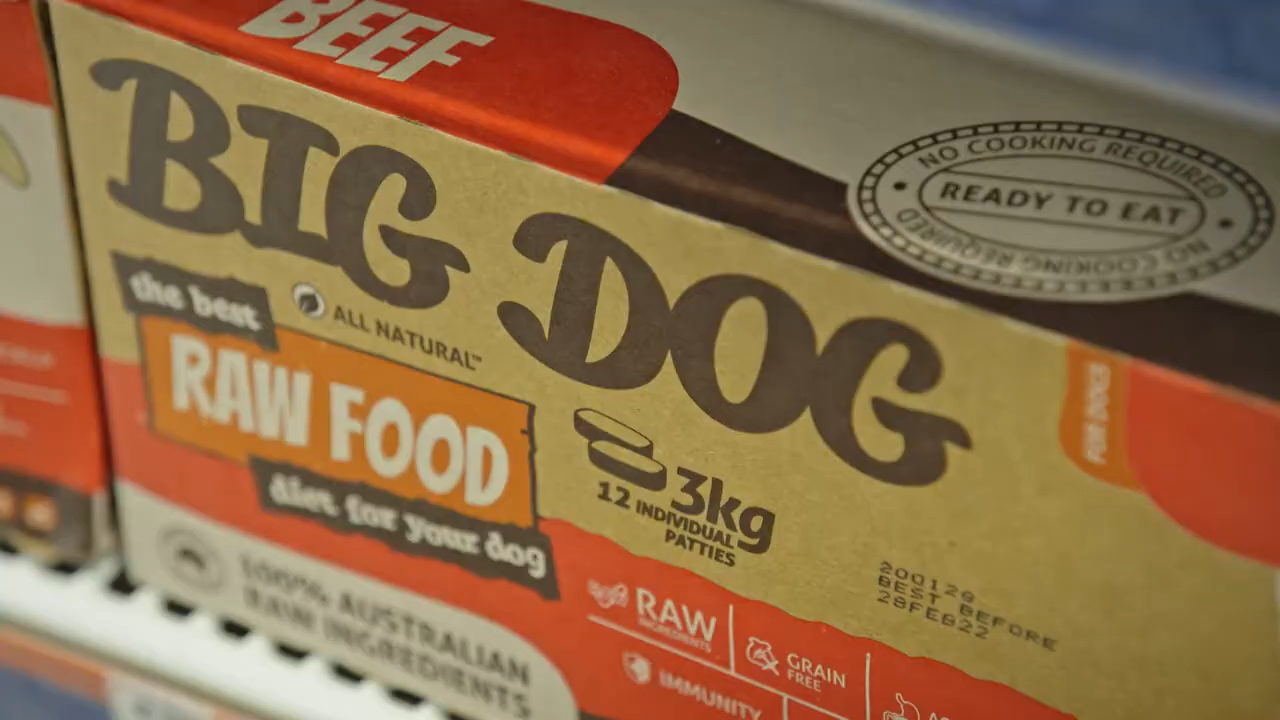 BEEF
NO COOKING REQUIRED
READY TO EAT
NO COOKING REQUIRED
BIG DOG
the best
ALL NATURAL™
RAW FOOD
diet for your dog
FOR DOGS
3kg
12 INDIVIDUAL
PATTIES
200129
BEST BEFORE
28FEB22
100% AUSTRALIAN
RAW INGREDIENTS
RAW
INGREDIENTS
GRAIN
FREE
IMMUNITY